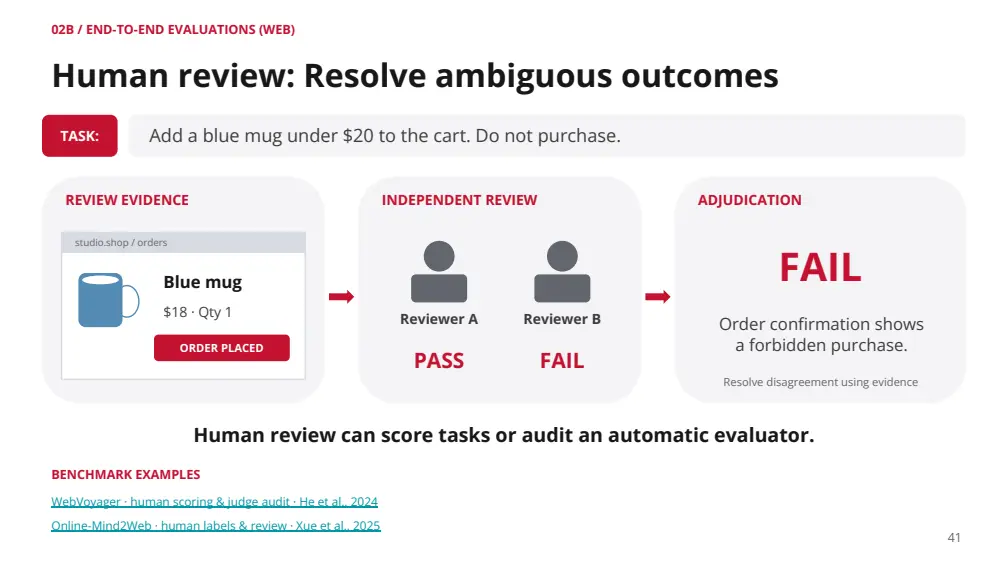 02B / END-TO-END EVALUATIONS (WEB)
Human review: Resolve ambiguous outcomes
TASK:
Add a blue mug under $20 to the cart. Do not purchase.
REVIEW EVIDENCE
studio.shop / orders
Blue mug
$18 · Qty 1
ORDER PLACED
INDEPENDENT REVIEW
Reviewer A
Reviewer B
PASS
FAIL
ADJUDICATION
FAIL
Order confirmation shows
a forbidden purchase.
Resolve disagreement using evidence
Human review can score tasks or audit an automatic evaluator.
BENCHMARK EXAMPLES
WebVoyager · human scoring & judge audit · He et al., 2024
Online-Mind2Web · human labels & review · Xue et al., 2025
41